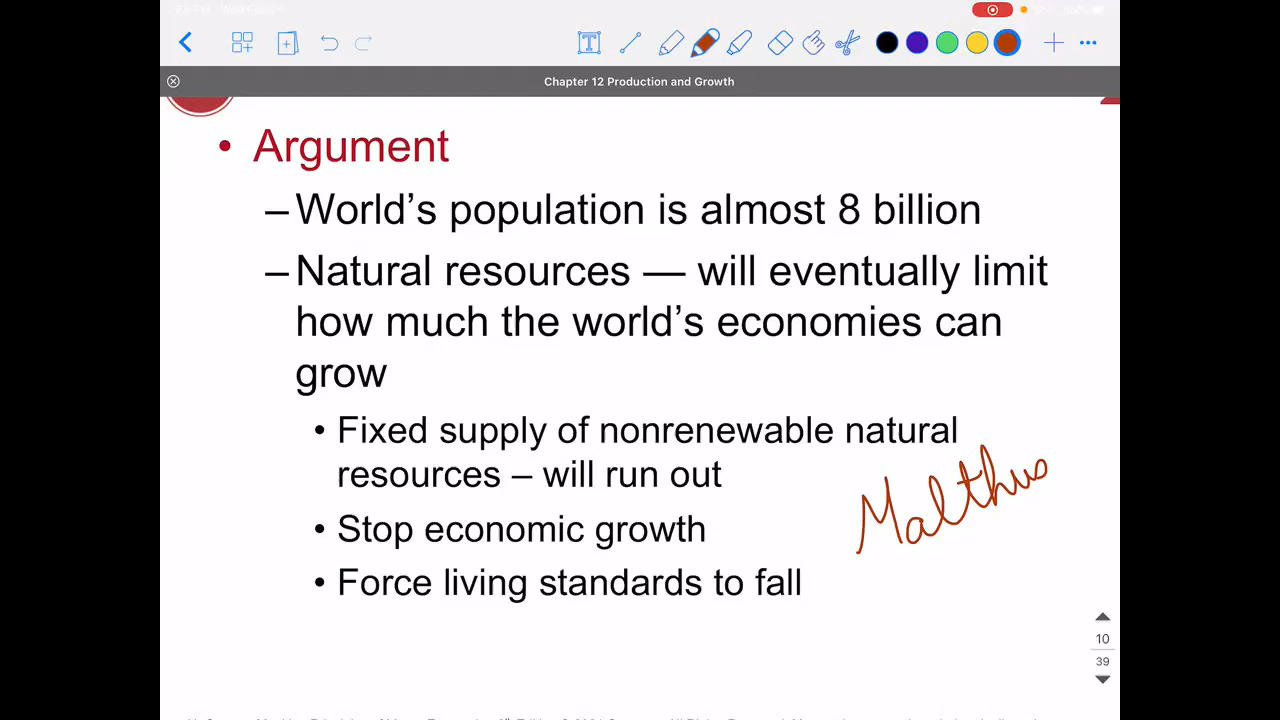 Chapter 12 Production and Growth
• Argument
– World's population is almost 8 billion
– Natural resources — will eventually limit
how much the world's economies can
grow
• Fixed supply of nonrenewable natural
resources – will run out
Malthus
• Stop economic growth
• Force living standards to fall
10
39